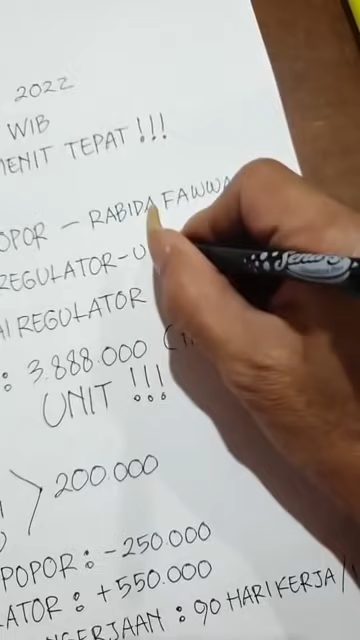 2022
WIB
MENIT TEPAT !!!
POPOR - RABIDA FAWWA
REGULATOR-U
AI REGULATOR
: 3.888.000
UNIT !!!
> 200.000
POPOR : -250.000
ATOR : +550.000
NGERJAAN : 90 HARI KERJA /